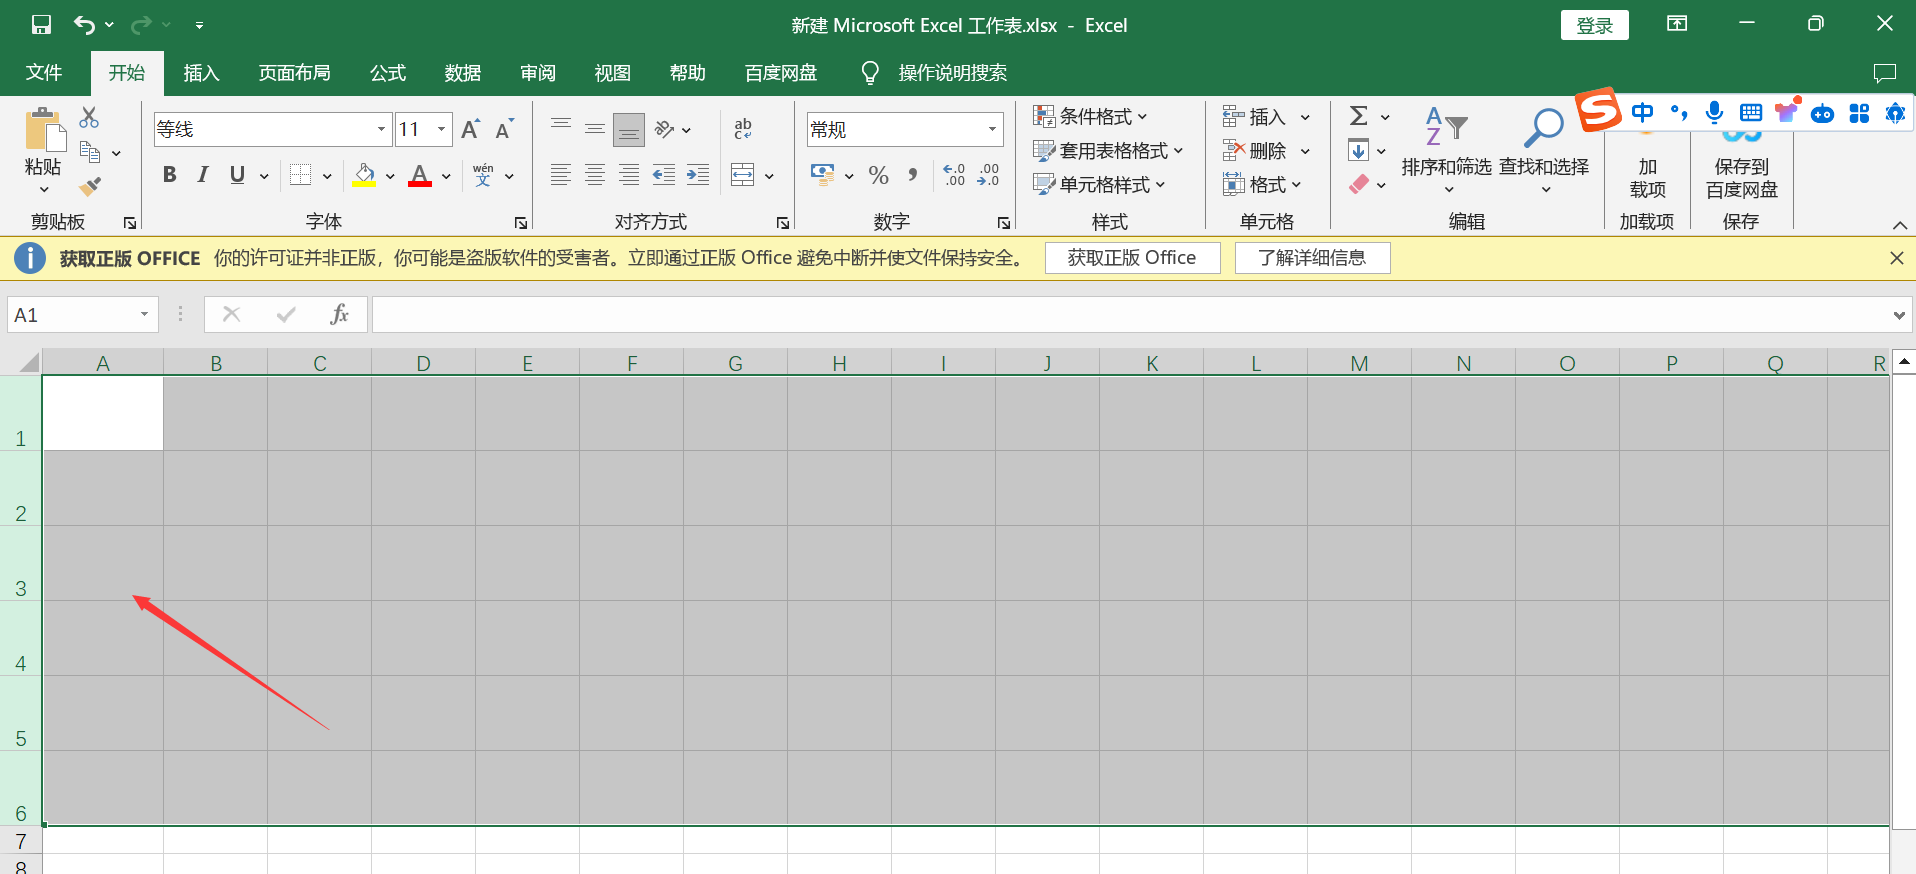 新建 Microsoft Excel 工作表.xlsx - Excel
登录
文件 开始 插入 页面布局 公式 数据 审阅 视图 帮助 百度网盘 操作说明搜索
粘贴
剪贴板
等线 11
B I U A wén 文
字体
ab c
对齐方式
常规
% , .0 .00 .00 .0
数字
条件格式
套用表格格式
单元格样式
样式
插入
删除
格式
单元格
Σ
A Z
排序和筛选
查找和选择
编辑
S 中
加
载项
加载项
保存到
百度网盘
保存
获取正版 OFFICE 你的许可证并非正版，你可能是盗版软件的受害者。立即通过正版 Office 避免中断并使文件保持安全。 获取正版 Office 了解详细信息
A1 fx
A B C D E F G H I J K L M N O P Q R
1
2
3
4
5
6
7
8